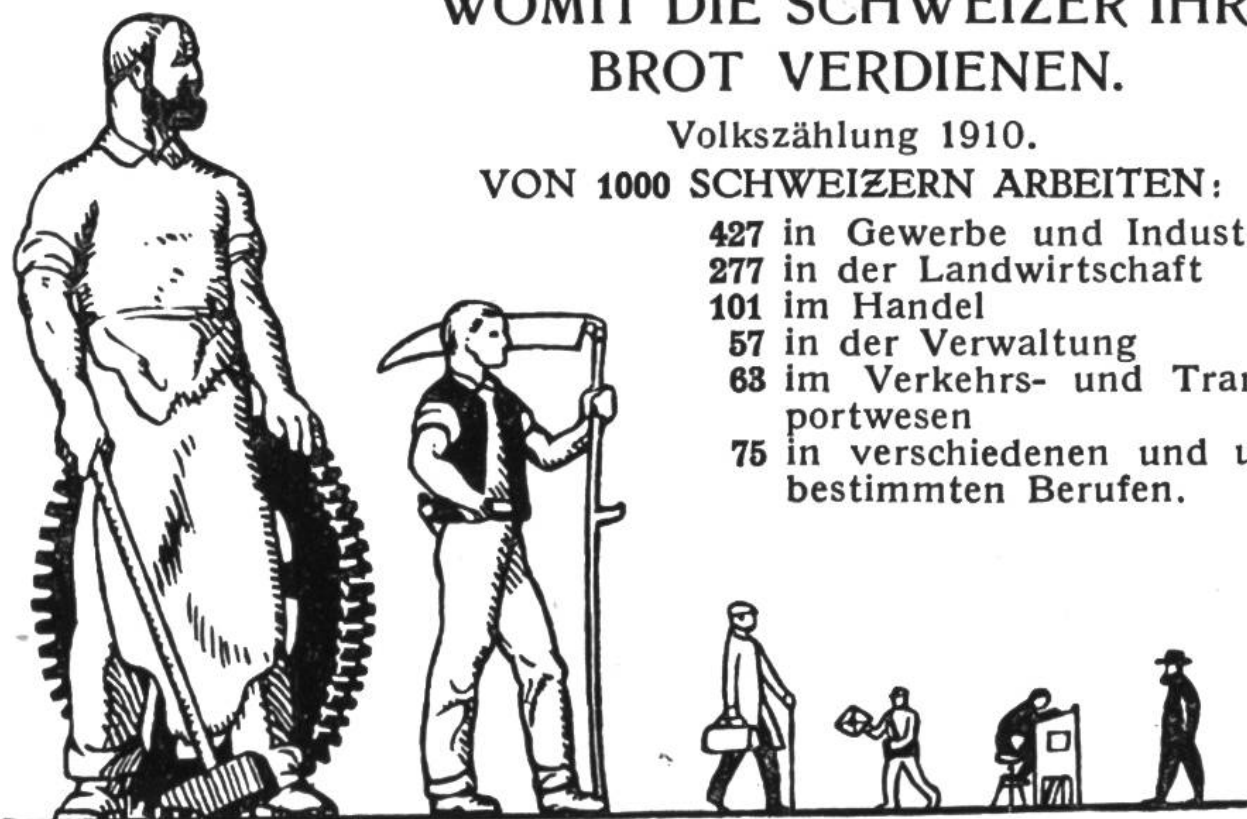 WOMIT DIE SCHWEIZER IHR
BROT VERDIENEN.
Volkszählung 1910.
VON 1000 SCHWEIZERN ARBEITEN:
427 in Gewerbe und Indust
277 in der Landwirtschaft
101 im Handel
57 in der Verwaltung
63 im Verkehrs- und Tran
portwesen
75 in verschiedenen und u
bestimmten Berufen.